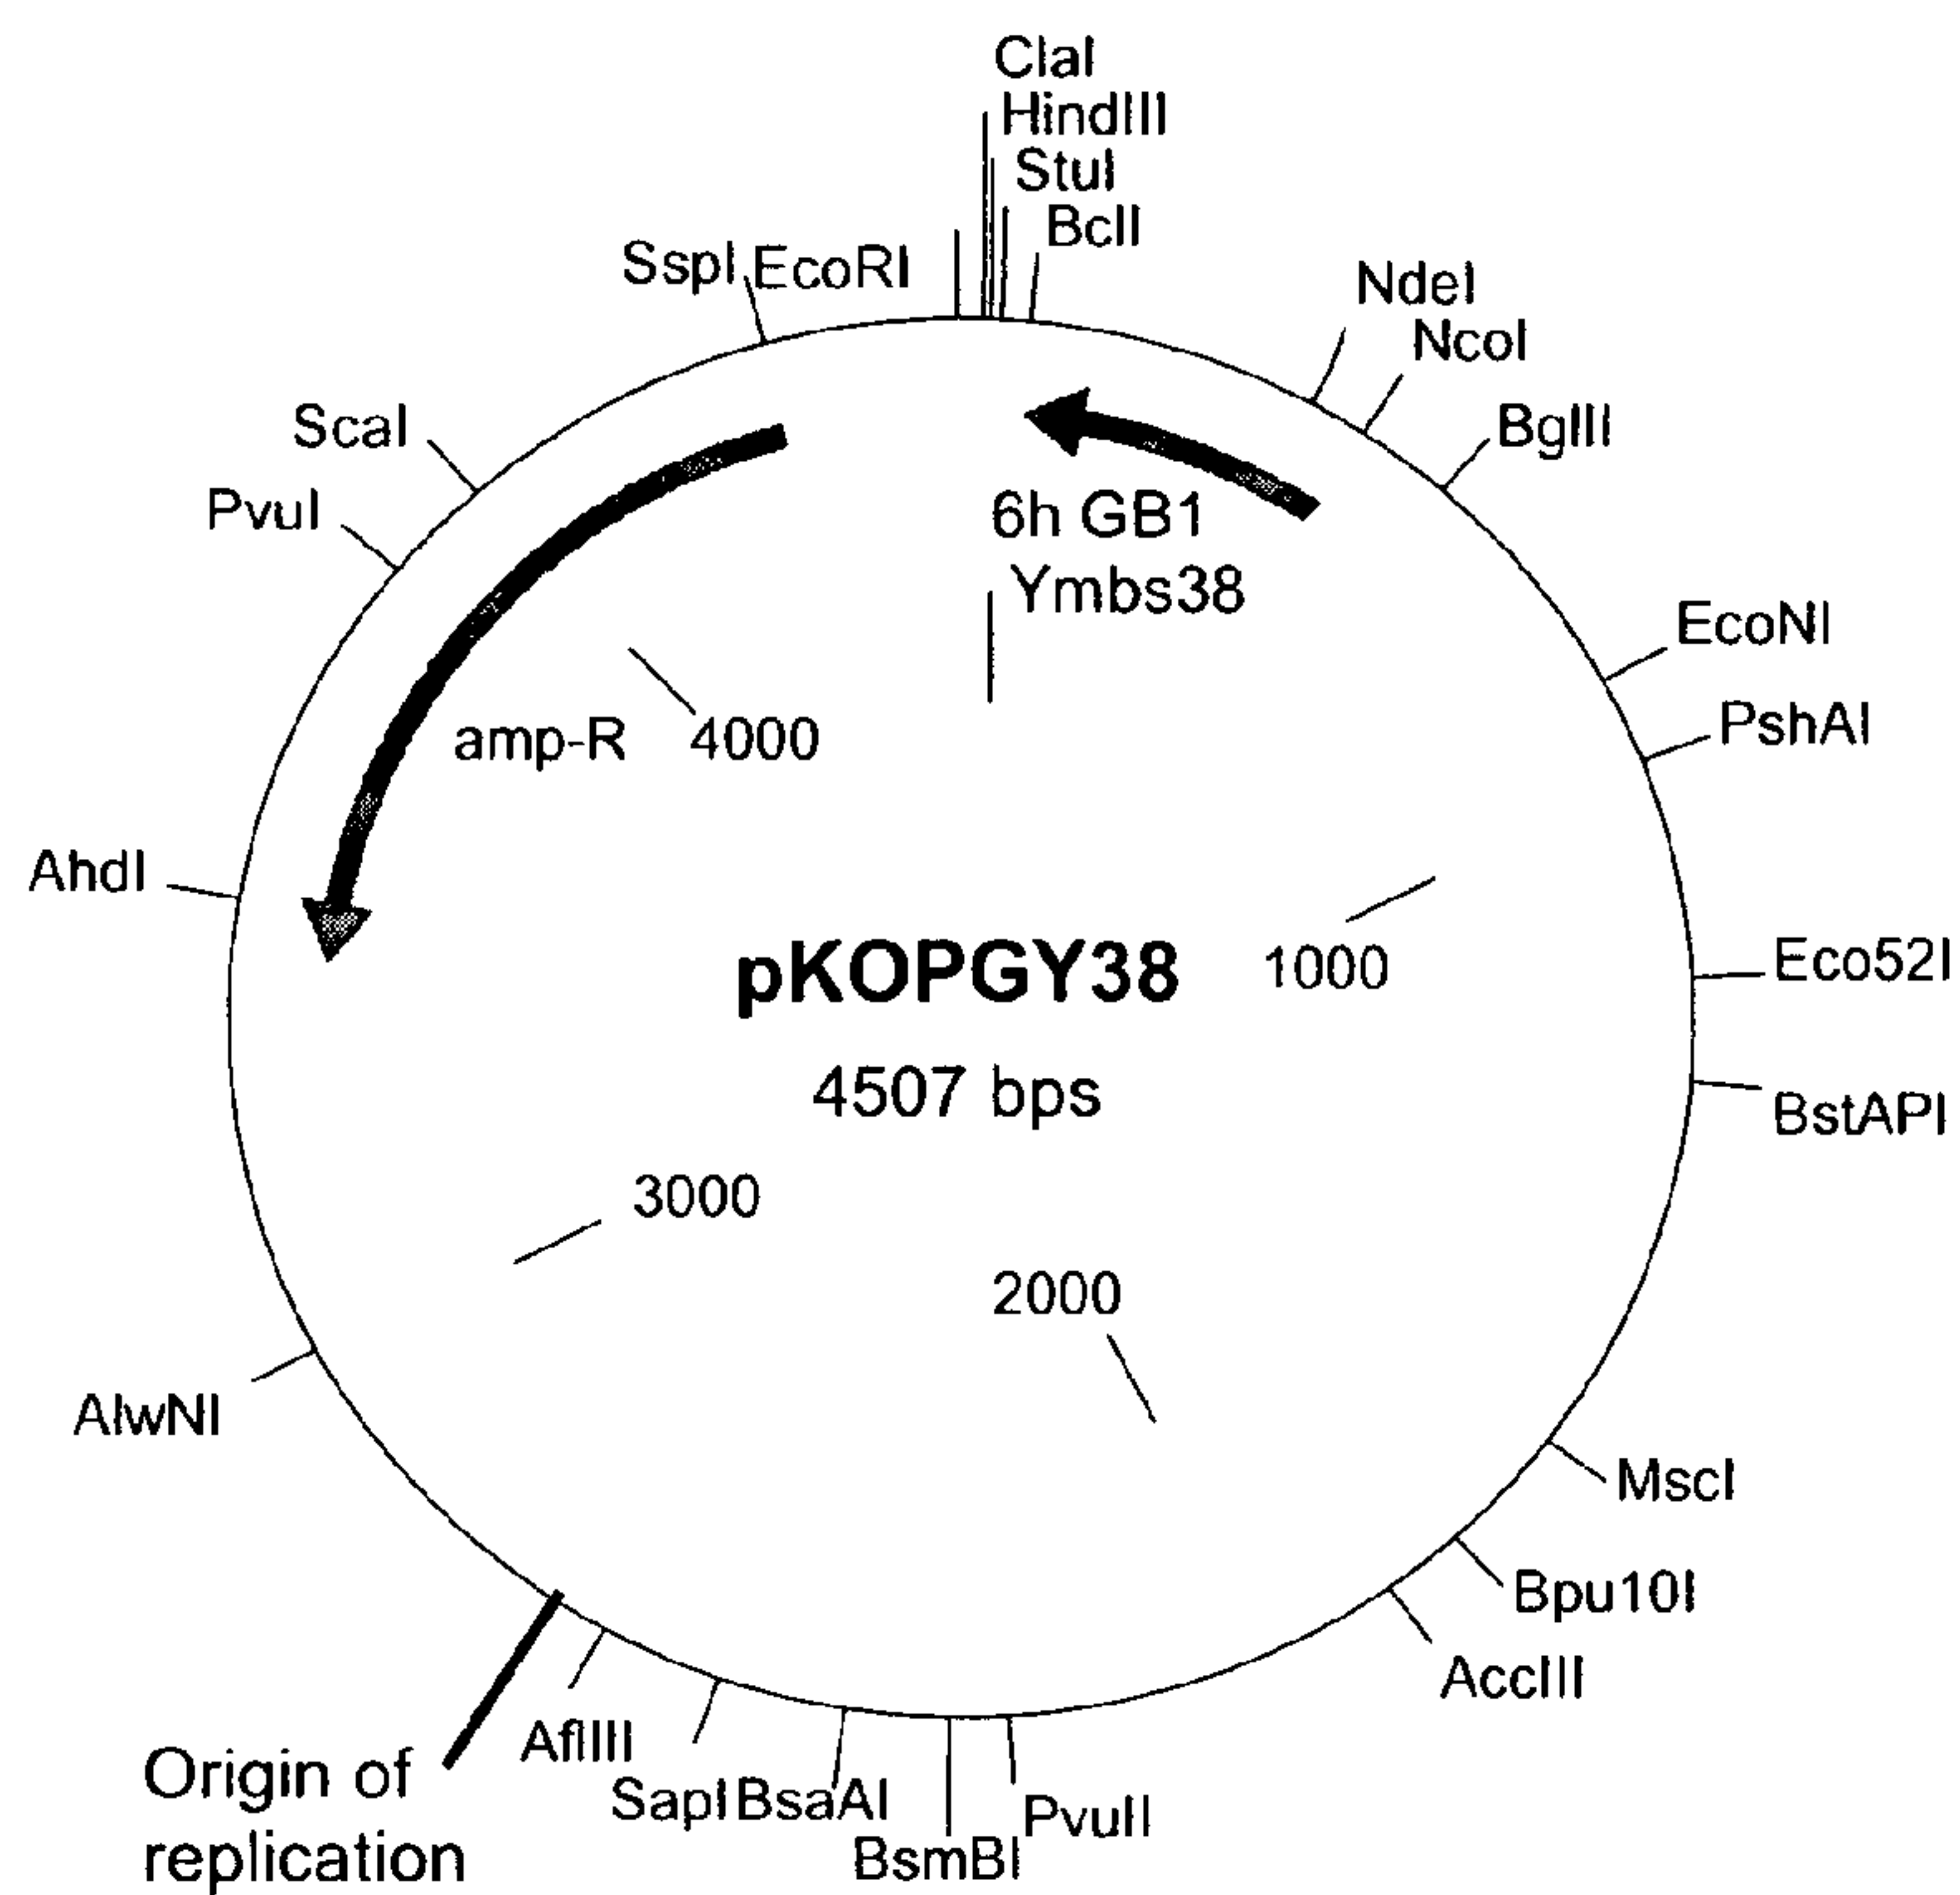 ClaI
HindIII
StuI
BclI
SspI
EcoRI
NdeI
NcoI
BglII
ScaI
PvuI
6h GB1
Ymbs38
EcoNI
PshAI
amp-R
4000
AhdI
pKOPGY38
4507 bps
1000
Eco52I
BstAPI
3000
2000
AlwNI
MscI
Bpu10I
AccIII
AflIII
SapI
BsaAI
BsmBI
PvuII
Origin of
replication